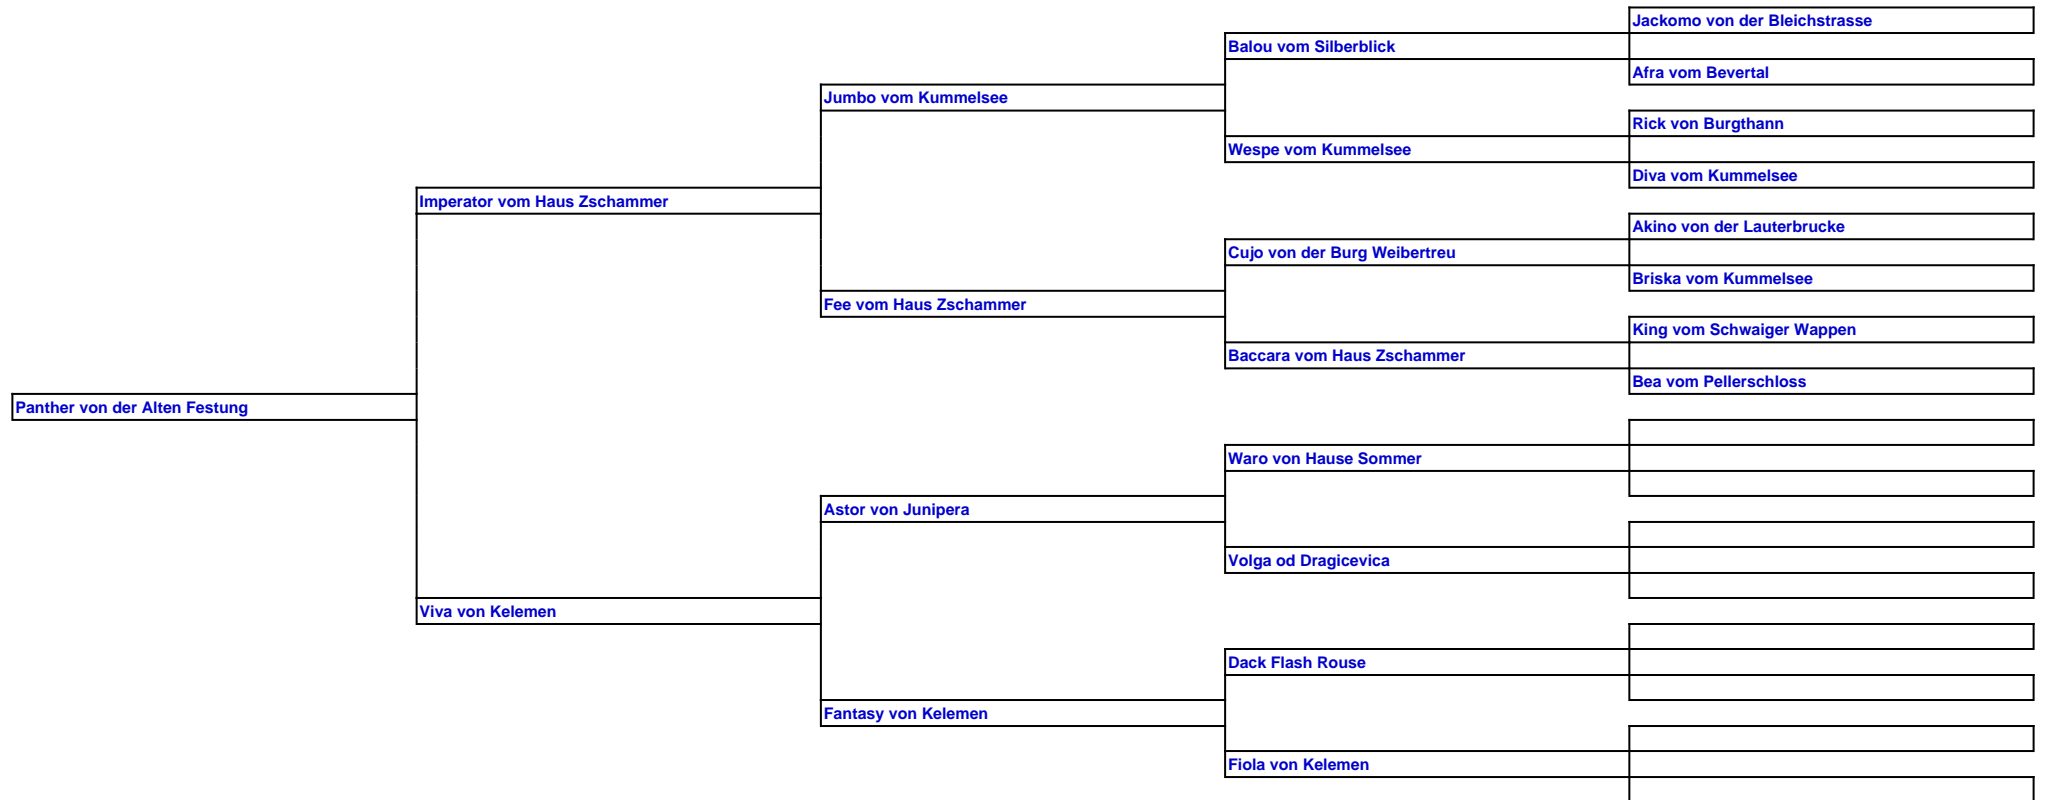 Jackomo von der Bleichstrasse
Balou vom Silberblick
Afra vom Bevertal
Jumbo vom Kummelsee
Rick von Burgthann
Wespe vom Kummelsee
Diva vom Kummelsee
Imperator vom Haus Zschammer
Akino von der Lauterbrucke
Cujo von der Burg Weibertreu
Briska vom Kummelsee
Fee vom Haus Zschammer
King vom Schwaiger Wappen
Baccara vom Haus Zschammer
Bea vom Pellerschloss
Panther von der Alten Festung
Waro von Hause Sommer
Astor von Junipera
Volga od Dragicevica
Viva von Kelemen
Dack Flash Rouse
Fantasy von Kelemen
Fiola von Kelemen